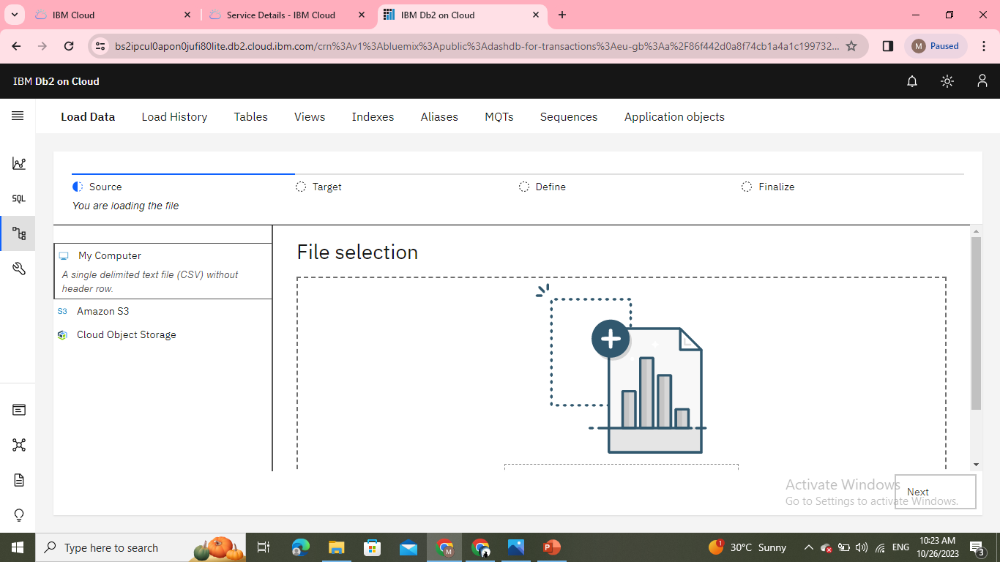 IBM Cloud
Service Details - IBM Cloud
IBM Db2 on Cloud
bs2ipcul0apon0jufi80lite.db2.cloud.ibm.com/crn%3Av1%3Abluemix%3Apublic%3Adashdb-for-transactions%3Aeu-gb%3Aa%2F86f442d0a8f74cb1a4a1c199732...
M Paused
IBM Db2 on Cloud
Load Data Load History Tables Views Indexes Aliases MQTs Sequences Application objects
SQL
Source Target Define Finalize
You are loading the file
My Computer
A single delimited text file (CSV) without
header row.
S3 Amazon S3
Cloud Object Storage
File selection
Activate Windows
Go to Settings to activate Windows.
Next
Type here to search
M
P
1
30°C Sunny
ENG
10:23 AM
10/26/2023
3